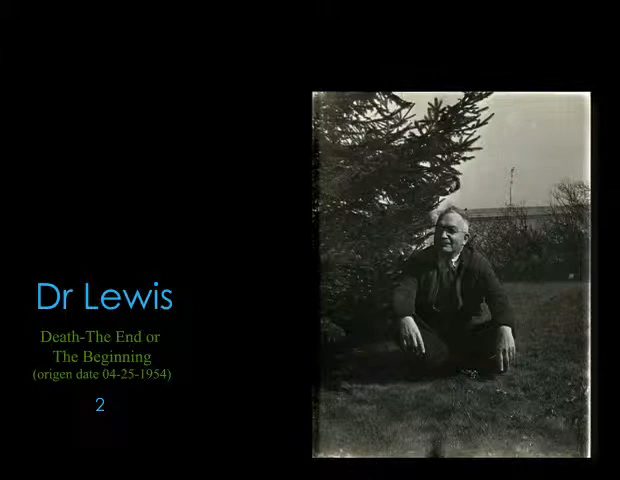 Dr Lewis
Death-The End or
The Beginning
(origen date 04-25-1954)
2